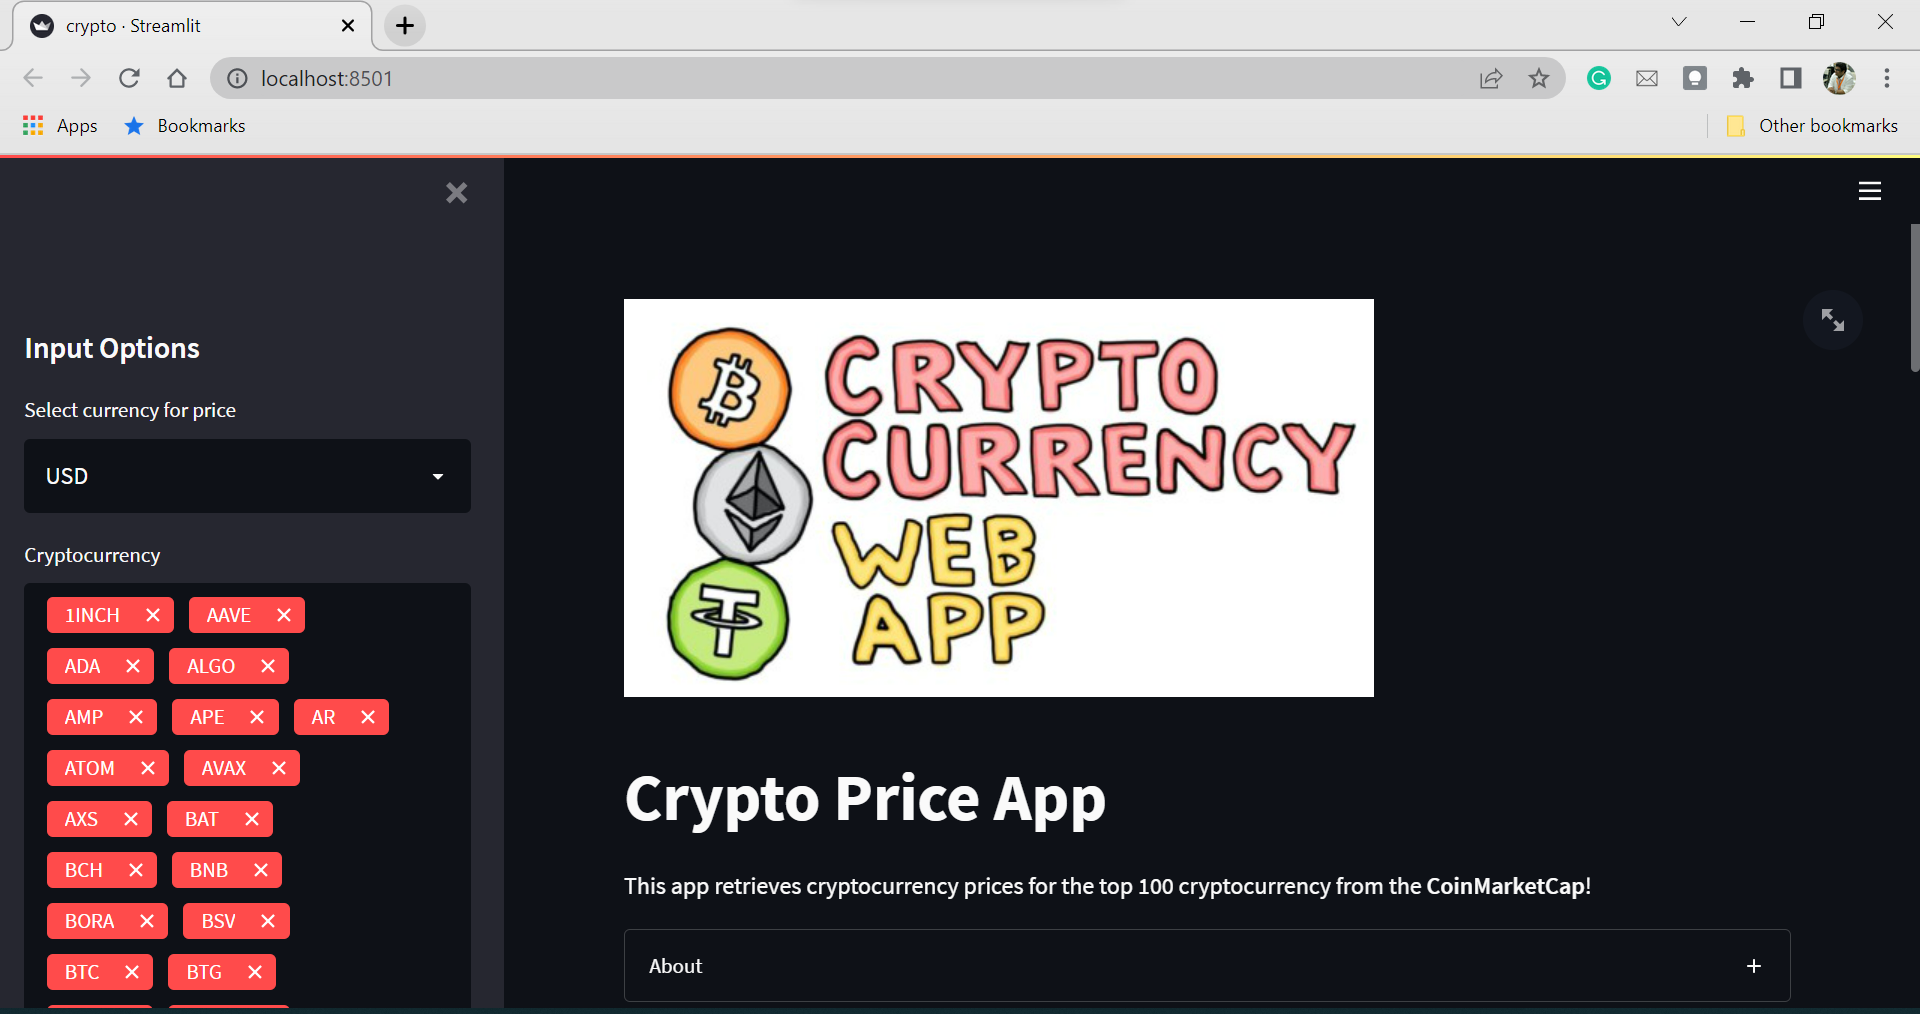 crypto · Streamlit
localhost:8501
Apps
Bookmarks
Other bookmarks
Input Options
Select currency for price
USD
Cryptocurrency
1INCH
AAVE
ADA
ALGO
AMP
APE
AR
ATOM
AVAX
AXS
BAT
BCH
BNB
BORA
BSV
BTC
BTG
CRYPTO
CURRENCY
WEB
APP
Crypto Price App
This app retrieves cryptocurrency prices for the top 100 cryptocurrency from the CoinMarketCap!
About